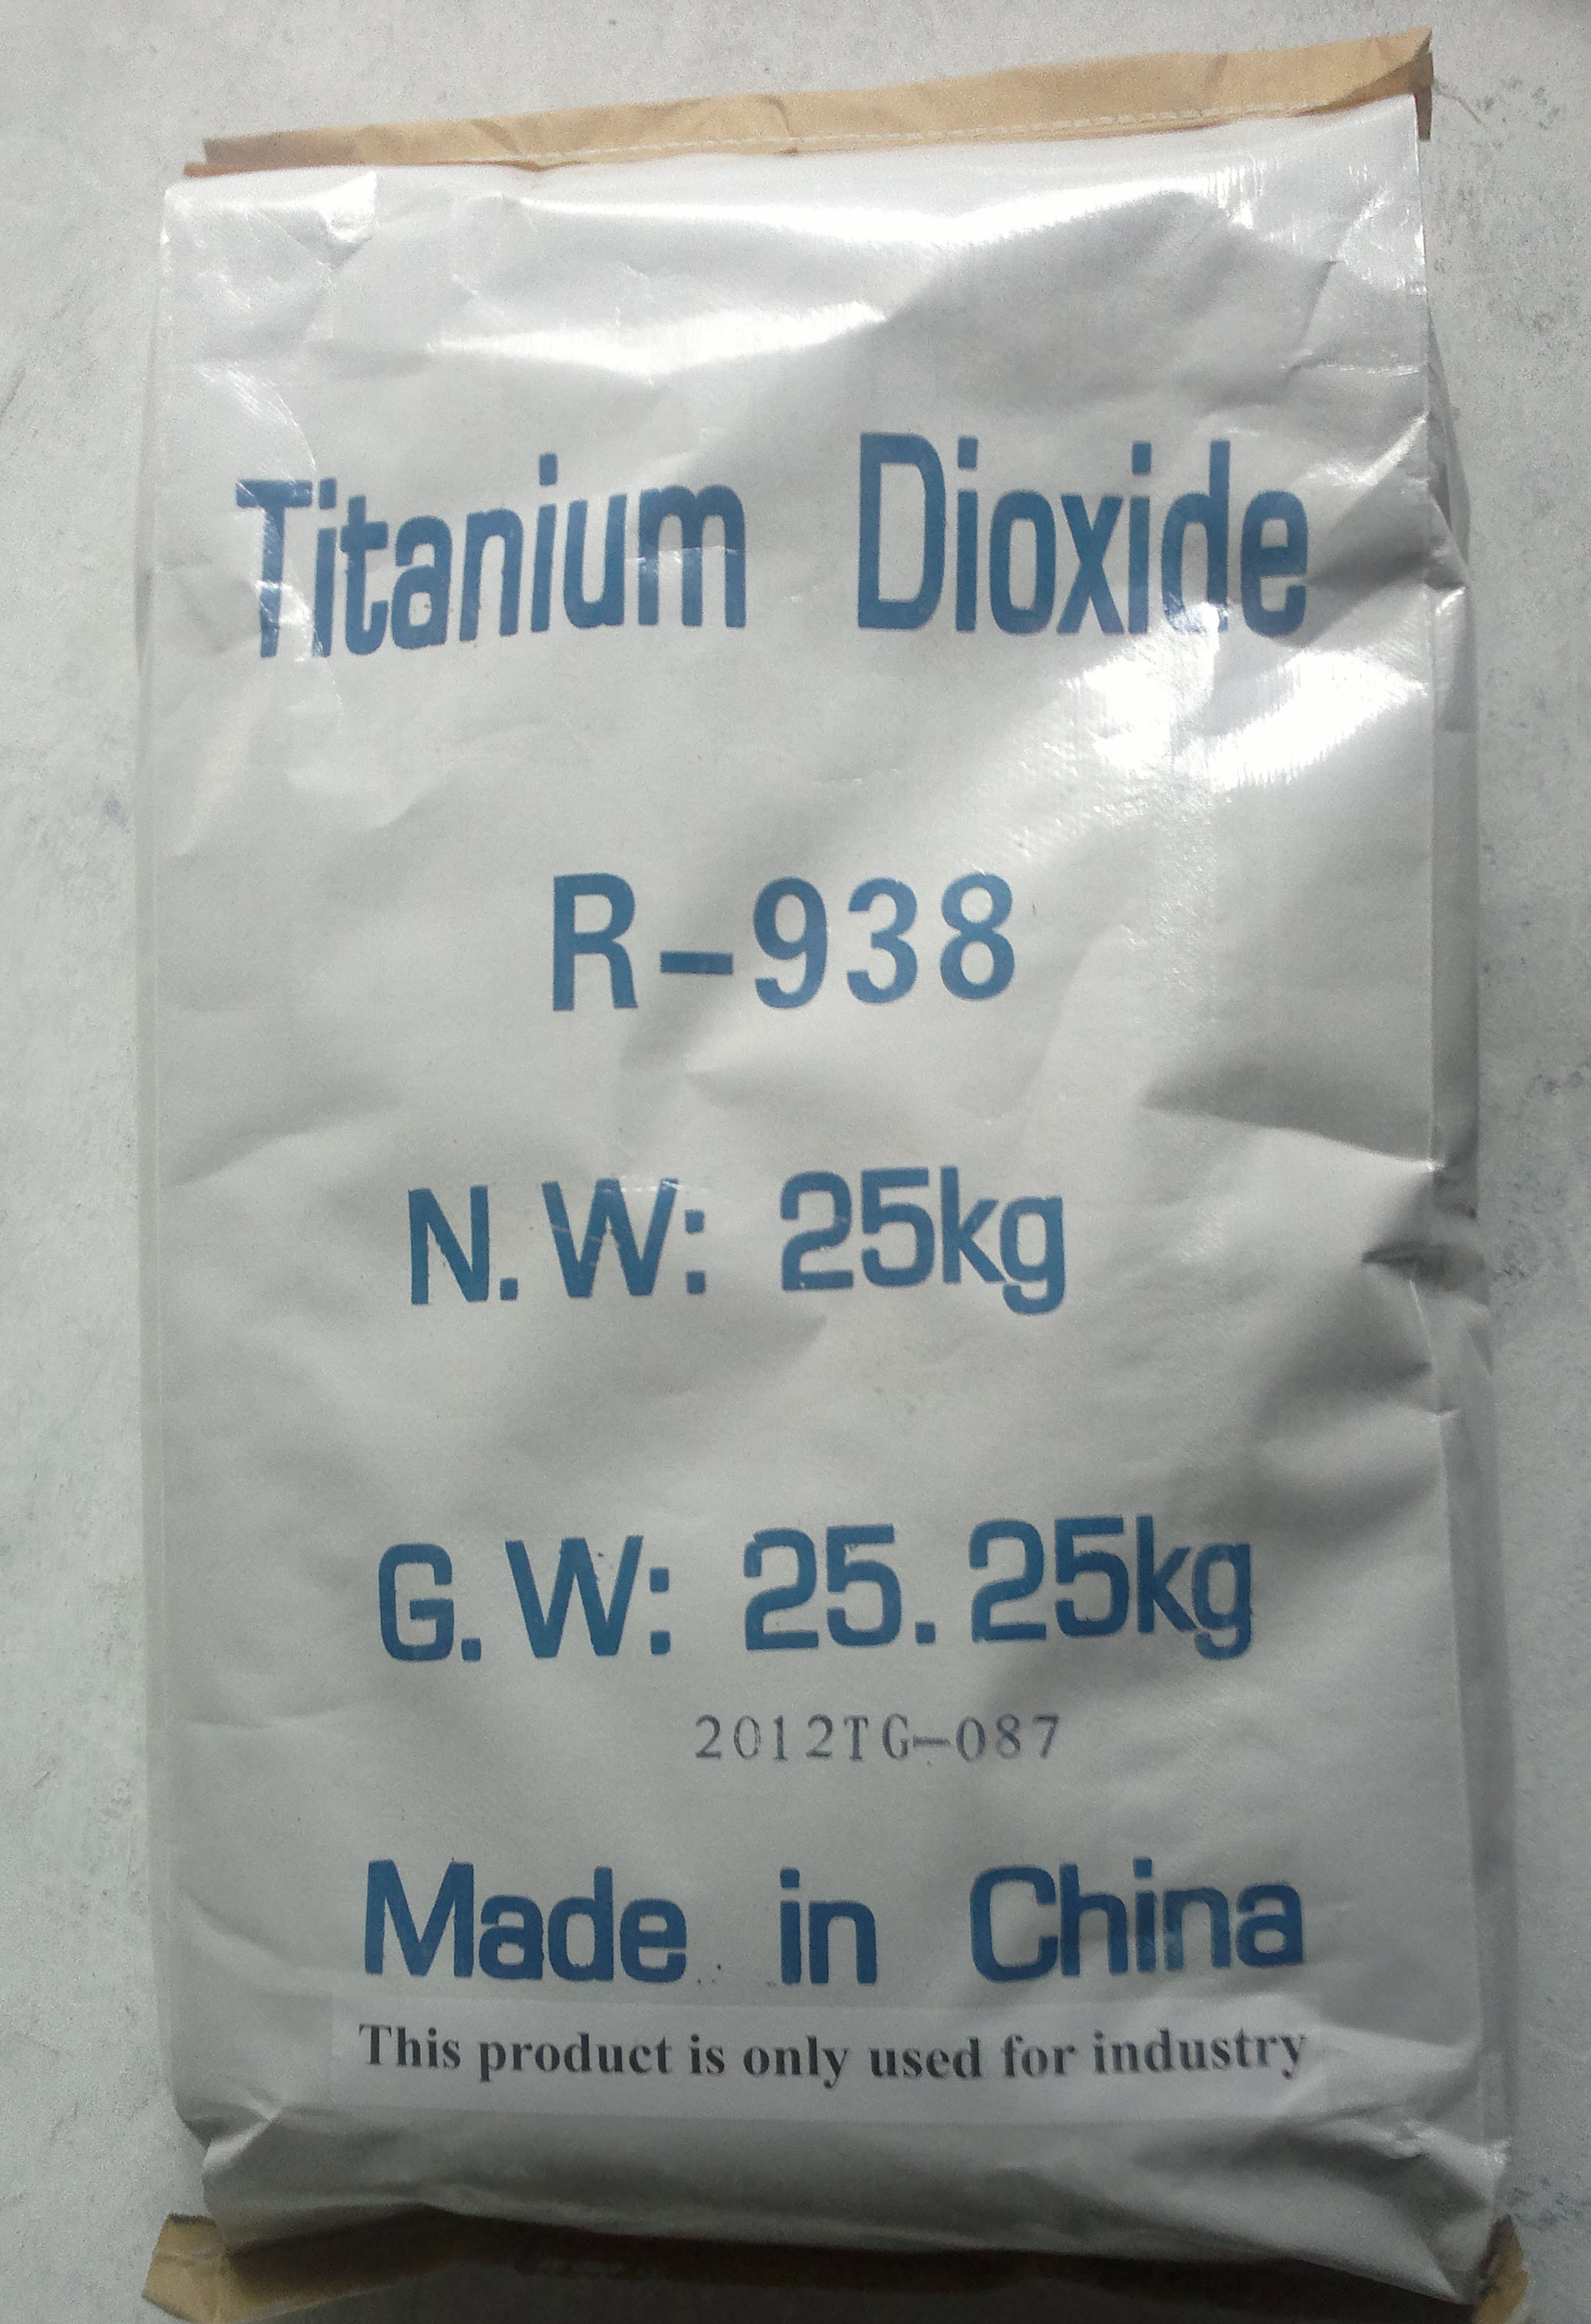 Titanium Dioxide
R-938
N.W: 25kg
G.W: 25.25kg
2012TG-087
Made in China
This product is only used for industry